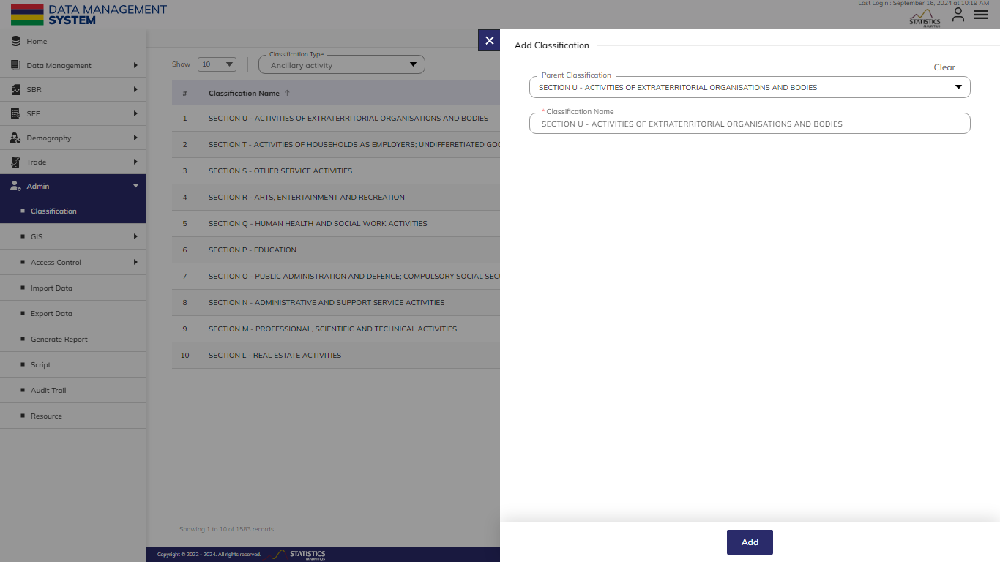 DATA MANAGEMENT
SYSTEM
Last Login : September 16, 2024 at 10:19 AM
STATISTICS
MAURITIUS
Home
Data Management
SBR
SEE
Demography
Trade
Admin
Classification
GIS
Access Control
Import Data
Export Data
Generate Report
Script
Audit Trail
Resource
Show 10
Classification Type
Ancillary activity
# Classification Name ↑
1 SECTION U - ACTIVITIES OF EXTRATERRITORIAL ORGANISATIONS AND BODIES
2 SECTION T - ACTIVITIES OF HOUSEHOLDS AS EMPLOYERS; UNDIFFERETIATED GOO
3 SECTION S - OTHER SERVICE ACTIVITIES
4 SECTION R - ARTS, ENTERTAINMENT AND RECREATION
5 SECTION Q - HUMAN HEALTH AND SOCIAL WORK ACTIVITIES
6 SECTION P - EDUCATION
7 SECTION O - PUBLIC ADMINISTRATION AND DEFENCE; COMPULSORY SOCIAL SECU
8 SECTION N - ADMINISTRATIVE AND SUPPORT SERVICE ACTIVITIES
9 SECTION M - PROFESSIONAL, SCIENTIFIC AND TECHNICAL ACTIVITIES
10 SECTION L - REAL ESTATE ACTIVITIES
Showing 1 to 10 of 1583 records
Copyright © 2022 - 2024. All rights reserved.
STATISTICS
MAURITIUS
Add Classification
Clear
Parent Classification
SECTION U - ACTIVITIES OF EXTRATERRITORIAL ORGANISATIONS AND BODIES
* Classification Name
SECTION U - ACTIVITIES OF EXTRATERRITORIAL ORGANISATIONS AND BODIES
Add